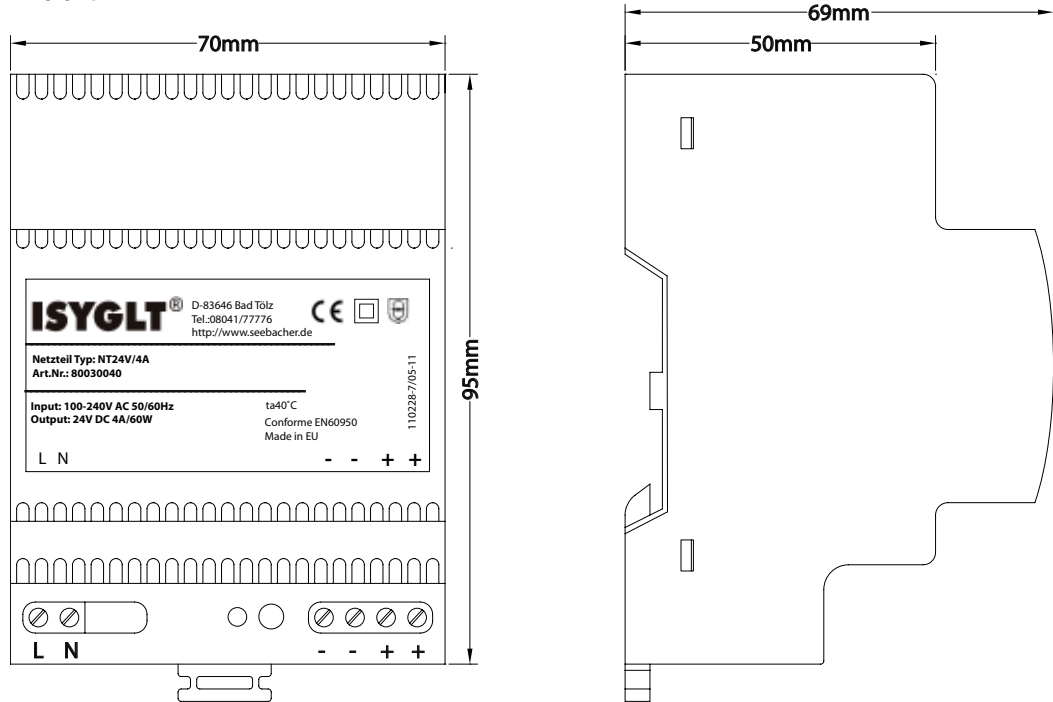 70mm
69mm
50mm
95mm
ISYGLT®
D-83646 Bad Tölz
Tel.:08041/77776
http://www.seebacher.de
CE
Netzteil Typ: NT24V/4A
Art.Nr.: 80030040
Input: 100-240V AC 50/60Hz
Output: 24V DC 4A/60W
ta40°C
Conforme EN60950
Made in EU
110228-7/05-11
L N - - + +
L N - - + +